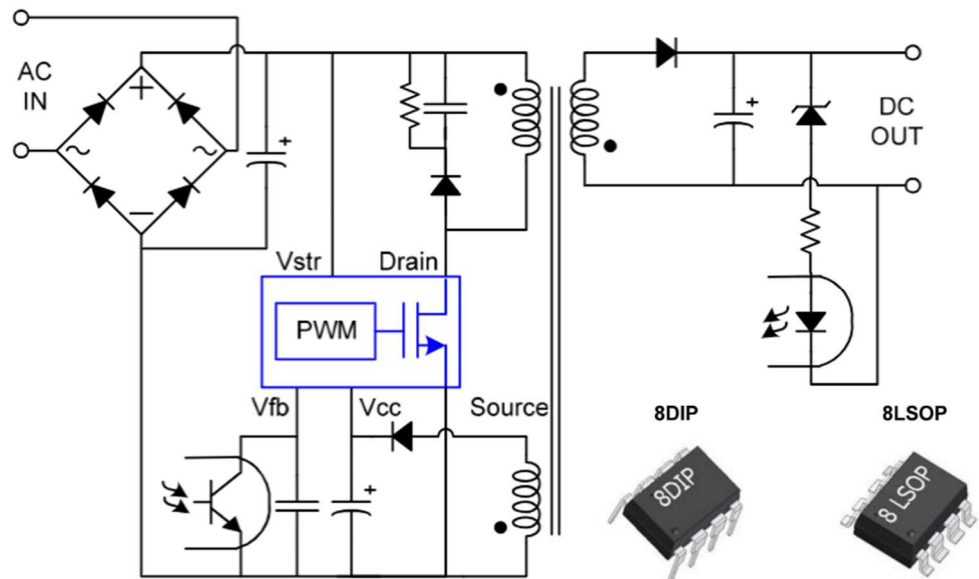 AC
IN
DC
OUT
Vstr
Drain
PWM
Vfb
Vcc
Source
8DIP
8LSOP
8DIP
8 LSOP